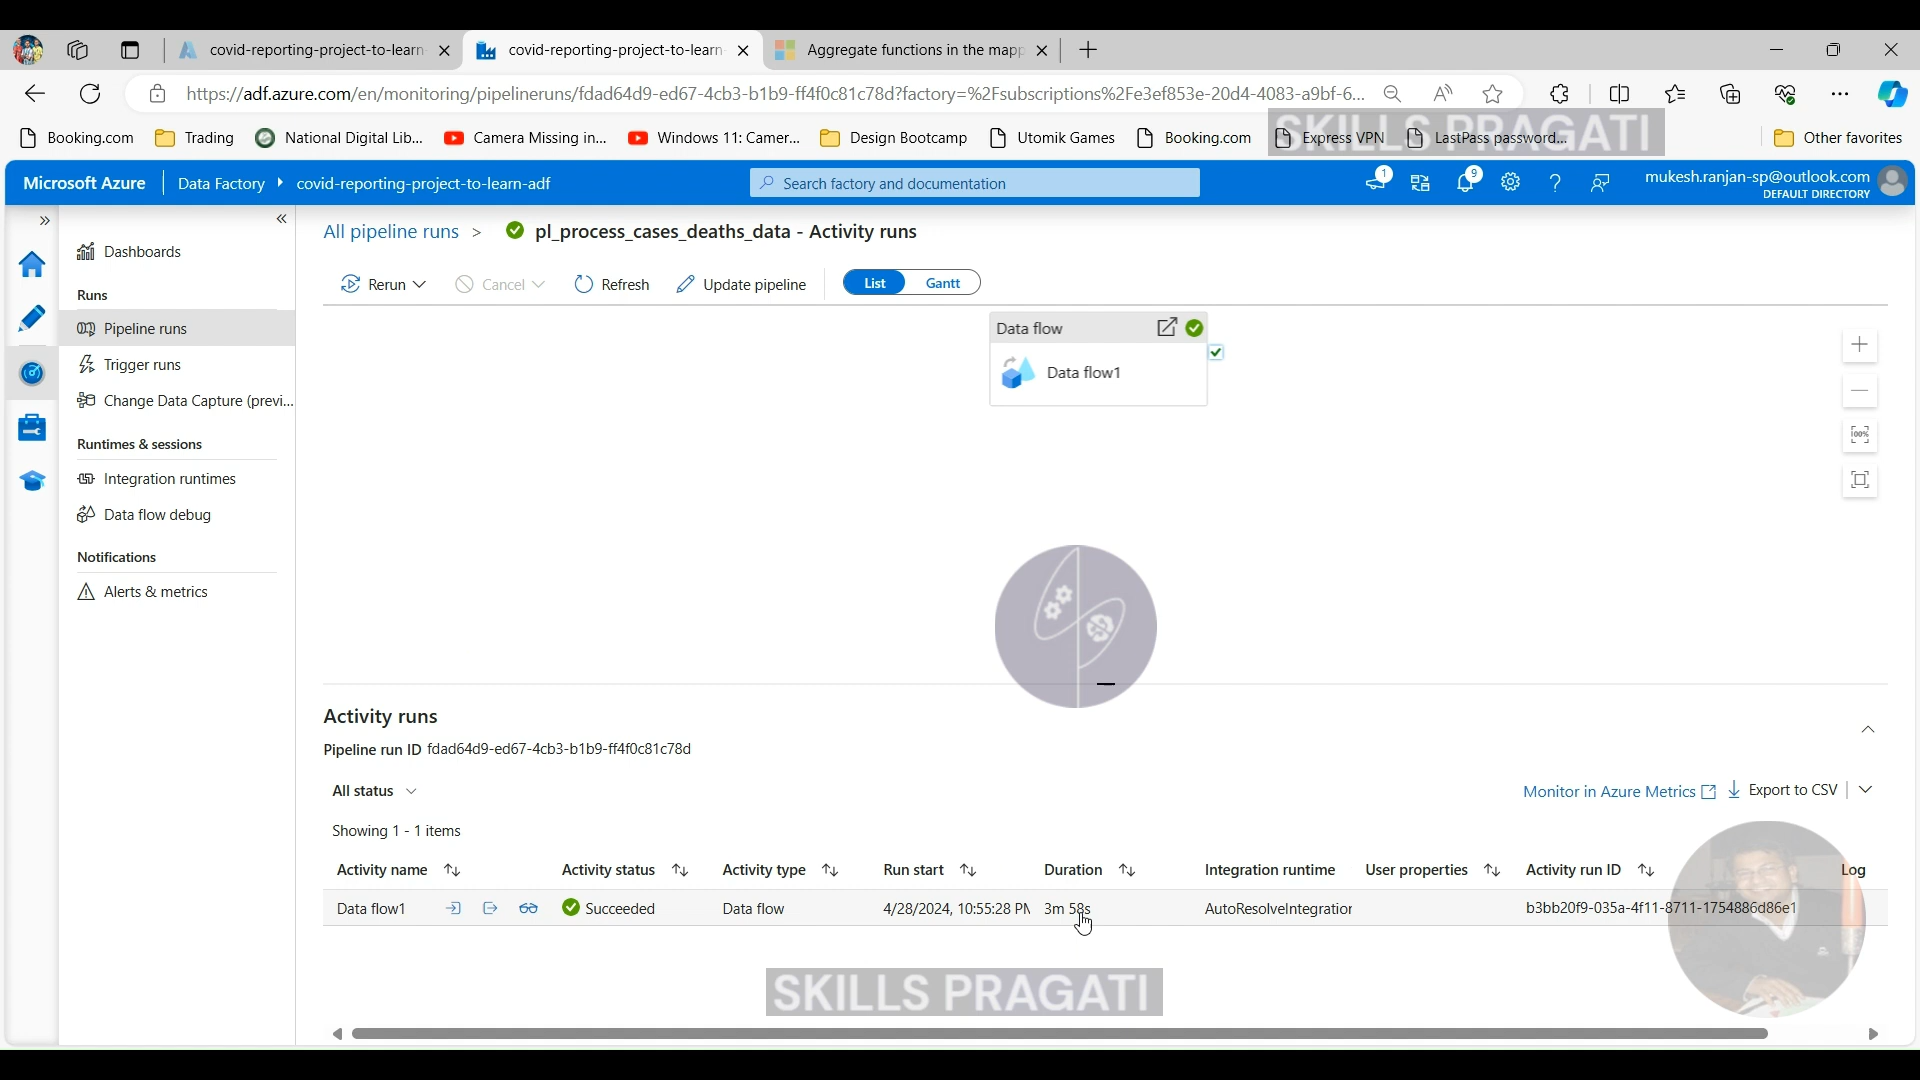 covid-reporting-project-to-learn-
covid-reporting-project-to-learn-
Aggregate functions in the mapp
https://adf.azure.com/en/monitoring/pipelineruns/fdad64d9-ed67-4cb3-b1b9-ff4f0c81c78d?factory=%2Fsubscriptions%2Fe3ef853e-20d4-4083-a9bf-6...
Booking.com
Trading
National Digital Lib...
Camera Missing in...
Windows 11: Camer...
Design Bootcamp
Utomik Games
Booking.com
Express VPN
LastPass password...
SKILLS PRAGATI
Other favorites
Microsoft Azure
Data Factory
covid-reporting-project-to-learn-adf
Search factory and documentation
1
9
mukesh.ranjan-sp@outlook.com
DEFAULT DIRECTORY
Dashboards
Runs
Pipeline runs
Trigger runs
Change Data Capture (previ...
Runtimes & sessions
Integration runtimes
Data flow debug
Notifications
Alerts & metrics
All pipeline runs > pl_process_cases_deaths_data - Activity runs
Rerun
Cancel
Refresh
Update pipeline
List
Gantt
Data flow
Data flow1
100%
Activity runs
Pipeline run ID fdad64d9-ed67-4cb3-b1b9-ff4f0c81c78d
All status
Monitor in Azure Metrics
Export to CSV
Showing 1 - 1 items
Activity name Activity status Activity type Run start Duration Integration runtime User properties Activity run ID Log
Data flow1 Succeeded Data flow 4/28/2024, 10:55:28 PM 3m 58s AutoResolveIntegration b3bb20f9-035a-4f11-8711-1754886d86e1
SKILLS PRAGATI